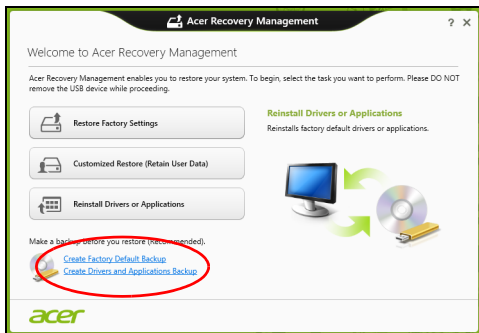 Acer Recovery Management
? ×
Welcome to Acer Recovery Management
Acer Recovery Management enables you to restore your system. To begin, select the task you want to perform. Please DO NOT
remove the USB device while proceeding.
Restore Factory Settings
Customized Restore (Retain User Data)
Reinstall Drivers or Applications
Reinstall Drivers or Applications
Reinstalls factory default drivers or applications.
Make a backup before you restore (Recommended).
Create Factory Default Backup
Create Drivers and Applications Backup
acer